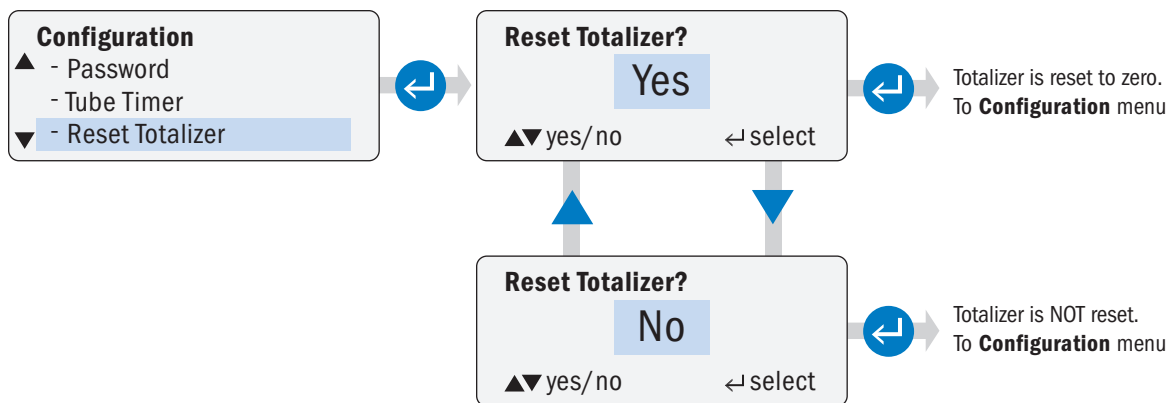 Configuration
- Password
- Tube Timer
- Reset Totalizer
Reset Totalizer?
Yes
▲▼ yes/no ↵ select
Totalizer is reset to zero.
To Configuration menu
Reset Totalizer?
No
▲▼ yes/no ↵ select
Totalizer is NOT reset.
To Configuration menu